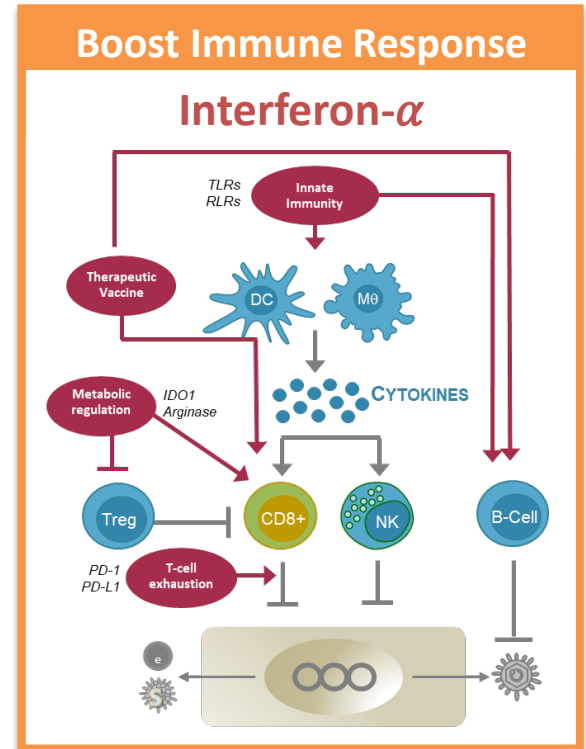 Boost Immune Response
Interferon-𝛼
TLRs
RLRs
Innate
Immunity
Therapeutic
Vaccine
DC
Mθ
CYTOKINES
Metabolic
regulation
IDO1
Arginase
Treg
CD8+
NK
B-Cell
PD-1
PD-L1
T-cell
exhaustion
e
S